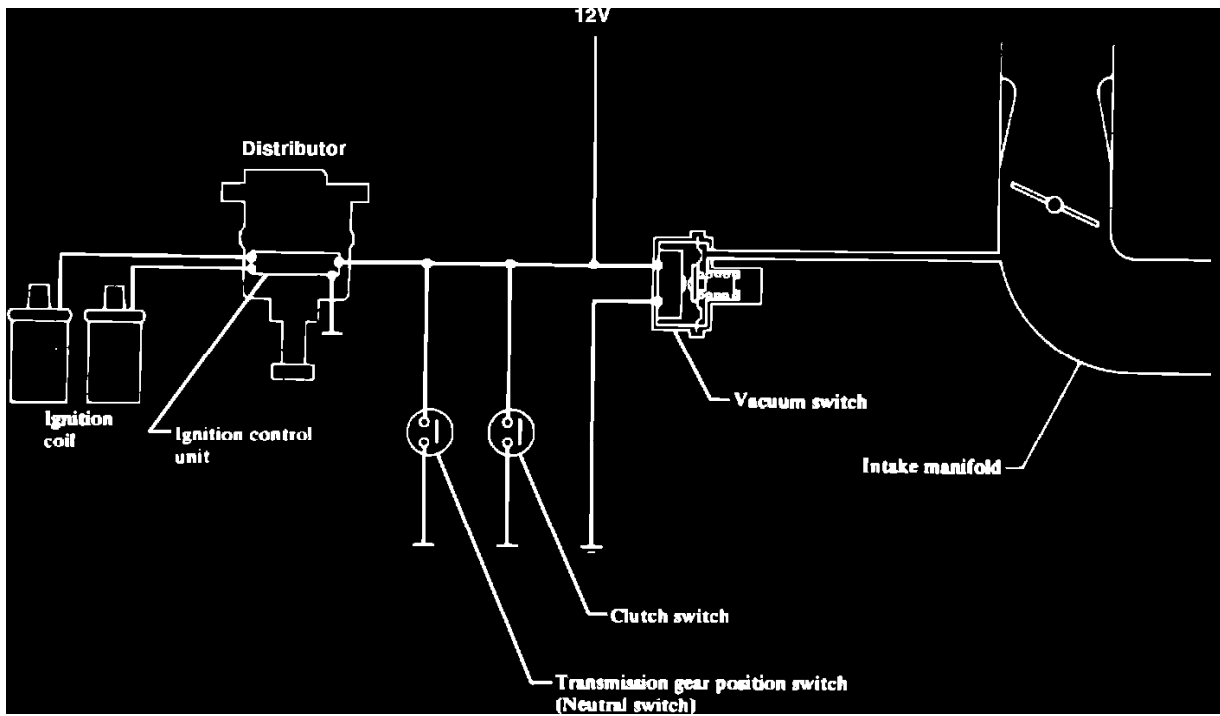 12V
Distributor
Ignition
coil
Ignition control
unit
Vacuum switch
Intake manifold
Clutch switch
Transmission gear position switch
(Neutral switch)